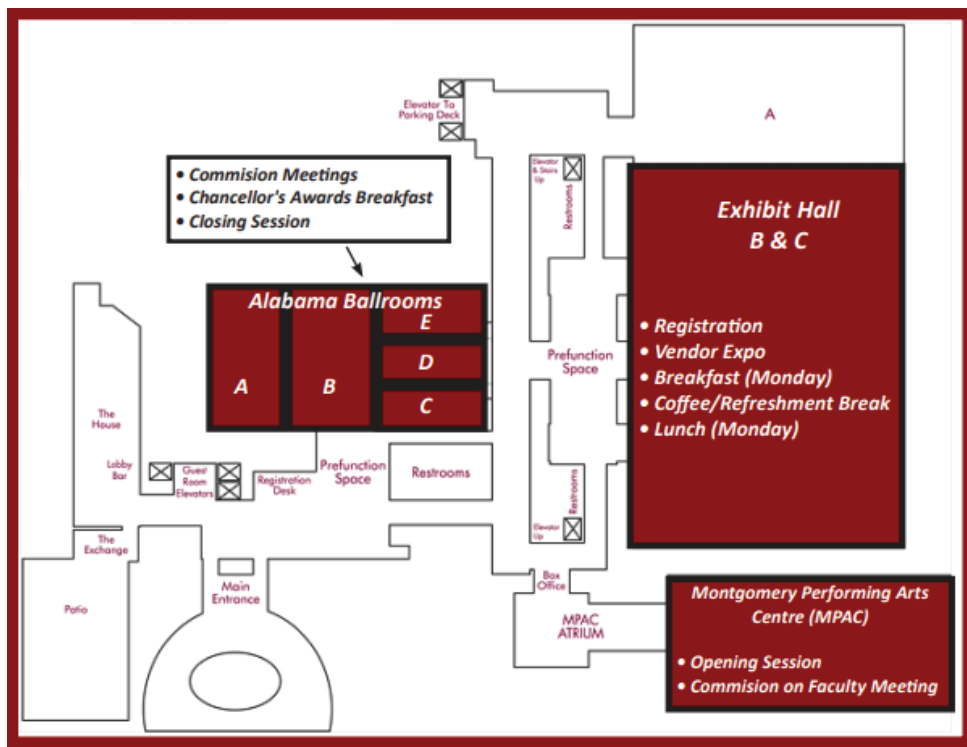 Elevator To
Parking Deck
A
• Commision Meetings
• Chancellor's Awards Breakfast
• Closing Session
Elevator
& Stairs
Up
Restrooms
Exhibit Hall
B & C
• Registration
• Vendor Expo
• Breakfast (Monday)
• Coffee/Refreshment Break
• Lunch (Monday)
Alabama Ballrooms
A
B
E
D
C
Prefunction
Space
The
House
Lobby
Bar
Guest
Room
Elevators
Registration
Desk
Prefunction
Space
Restrooms
Restrooms
Elevator
Up
The
Exchange
Patio
Main
Entrance
Box
Office
MPAC
ATRIUM
Montgomery Performing Arts
Centre (MPAC)
• Opening Session
• Commision on Faculty Meeting